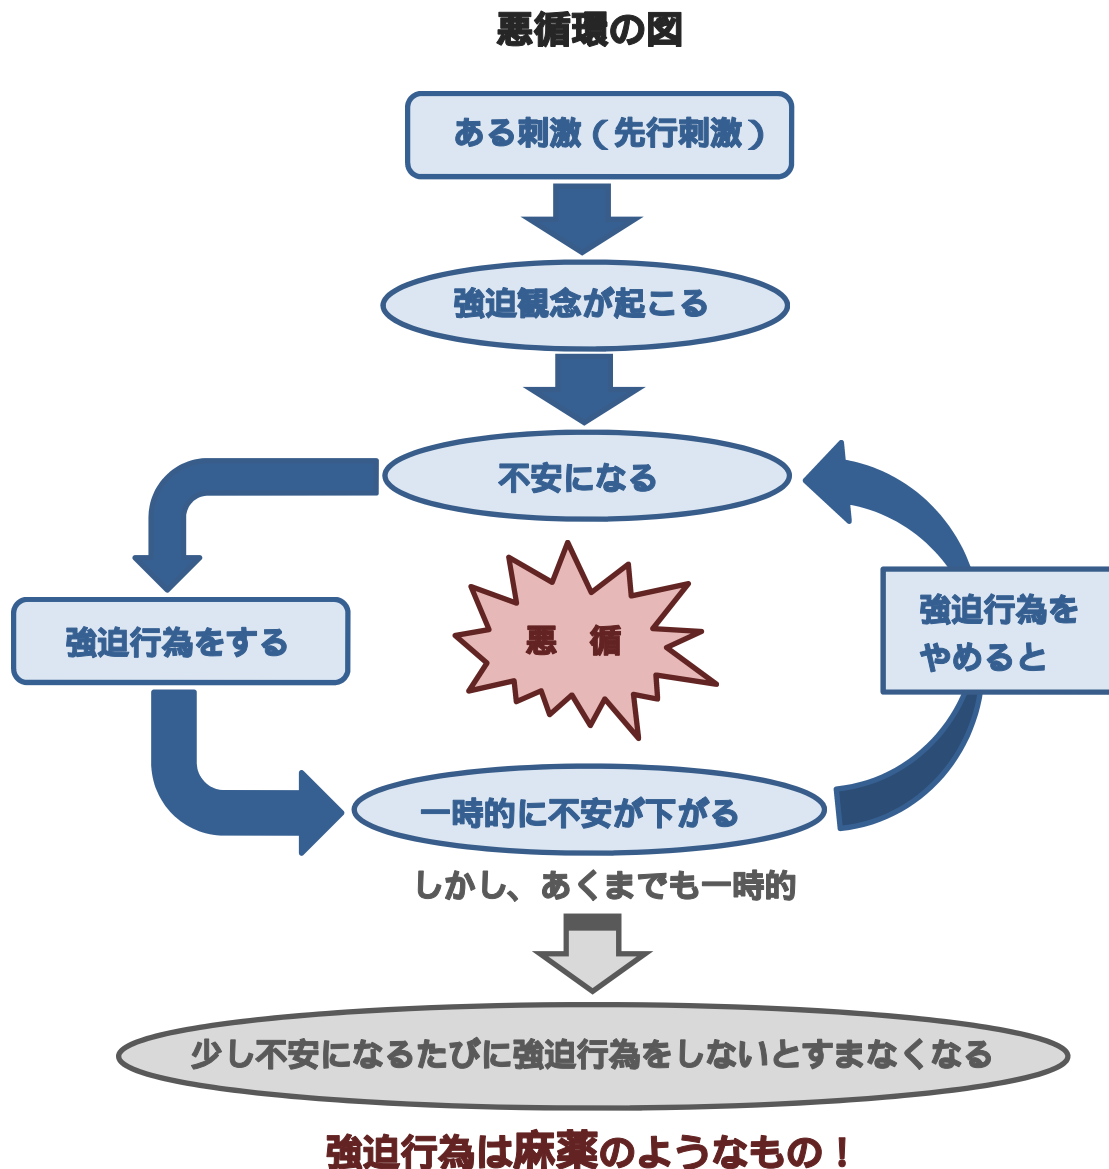 悪循環の図
ある刺激（先行刺激）
強迫観念が起こる
不安になる
強迫行為をする
悪　循
強迫行為を
やめると
一時的に不安が下がる
しかし、あくまでも一時的
少し不安になるたびに強迫行為をしないとすまなくなる
強迫行為は麻薬のようなもの！